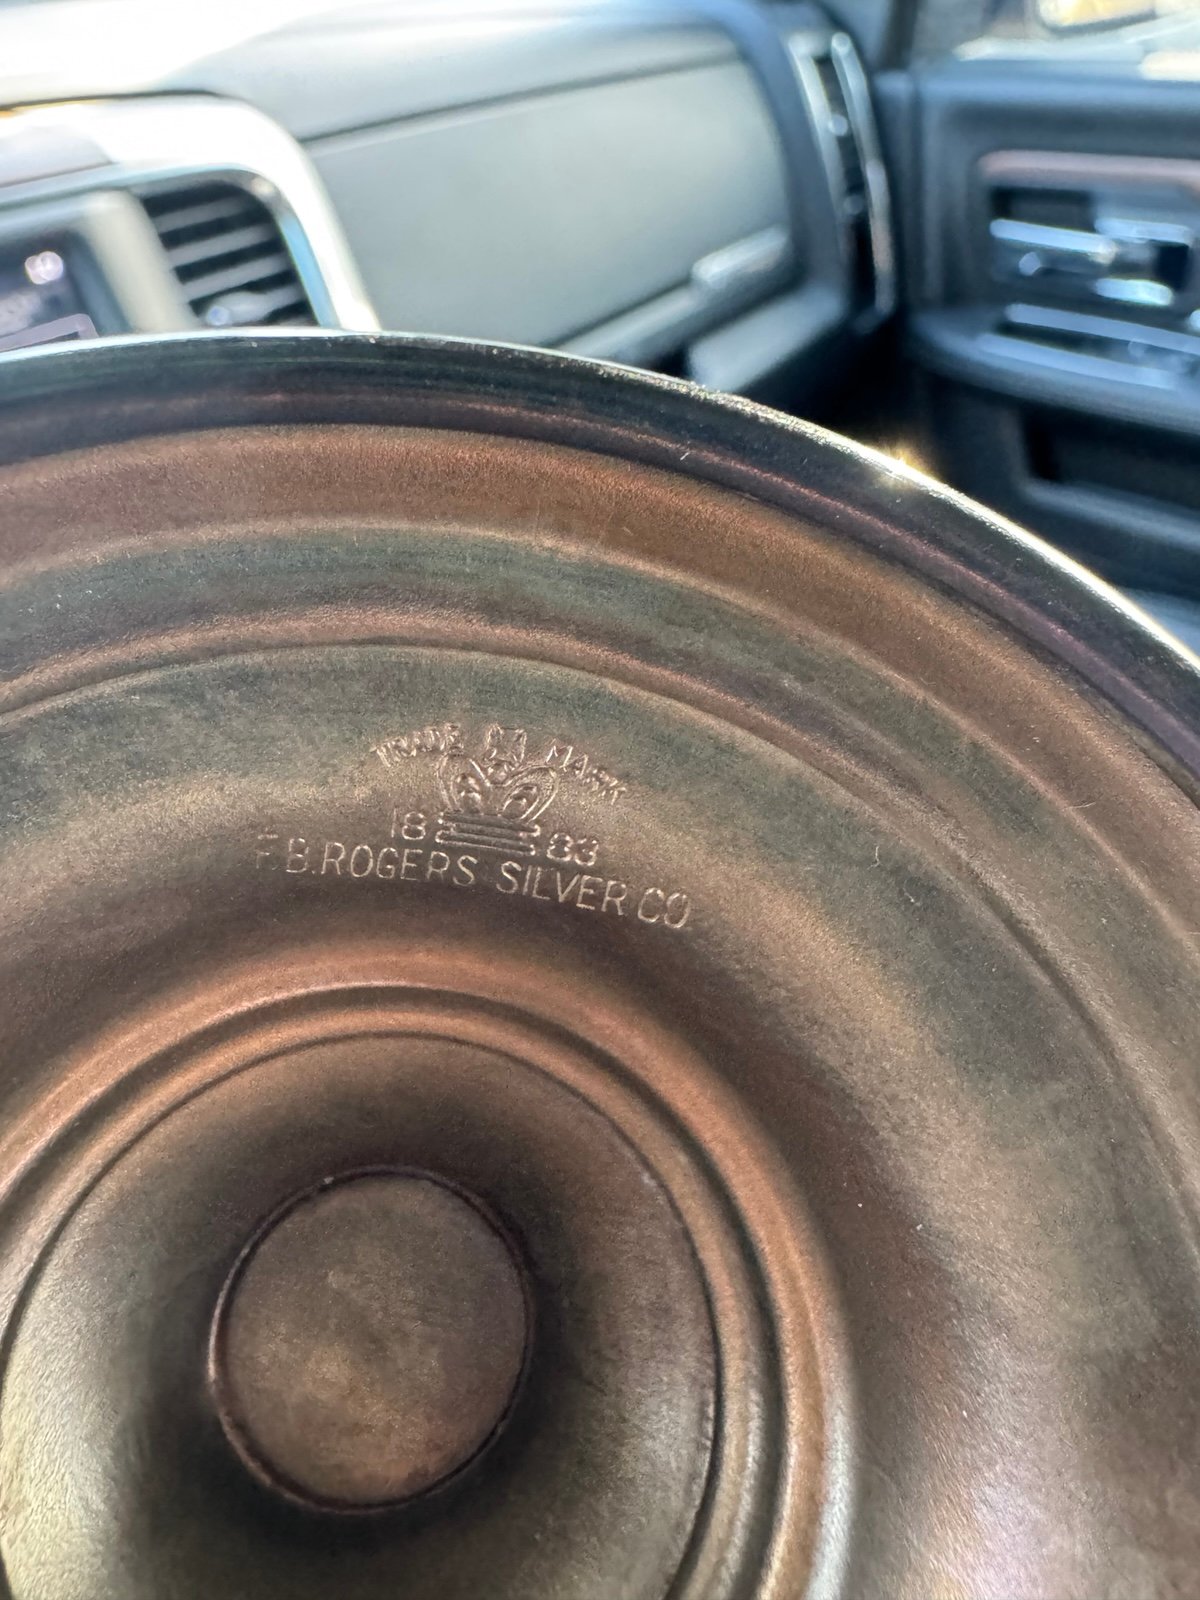 TRADE MARK
18 83
F.B.ROGERS SILVER CO.